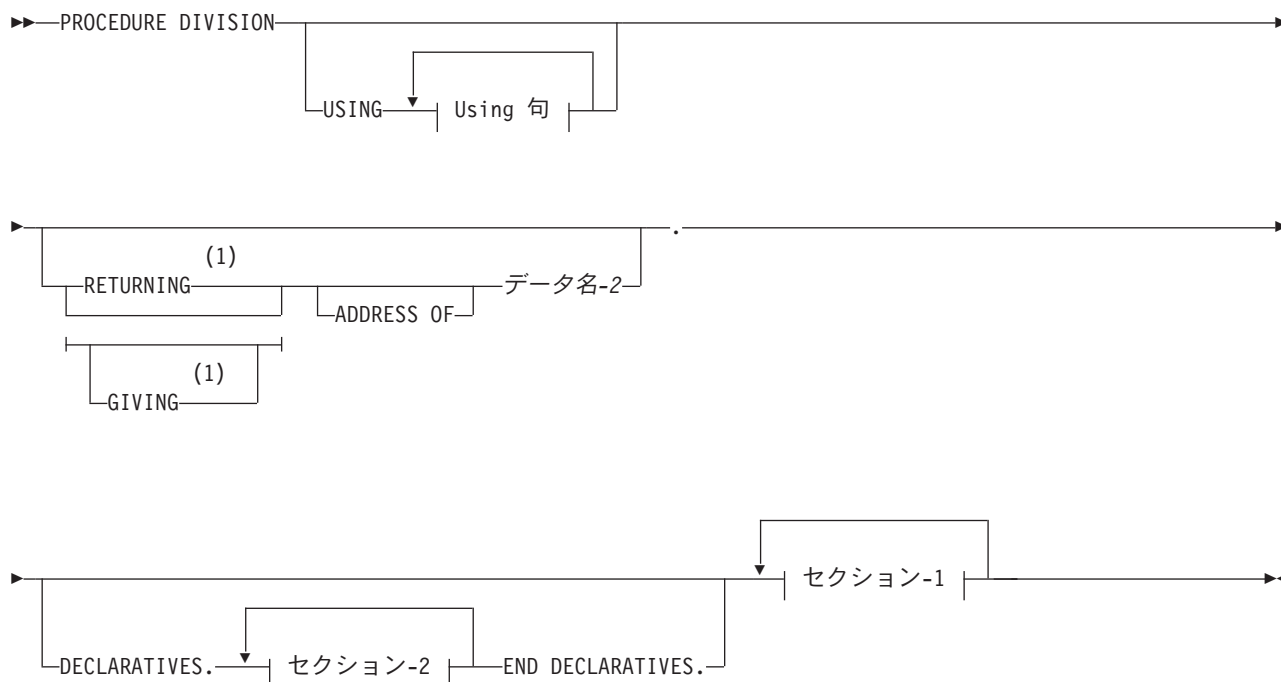 PROCEDURE DIVISION
USING Using 句
.
(1)
RETURNING データ名-2
ADDRESS OF
(1)
GIVING
セクション-1
DECLARATIVES. セクション-2 END DECLARATIVES.